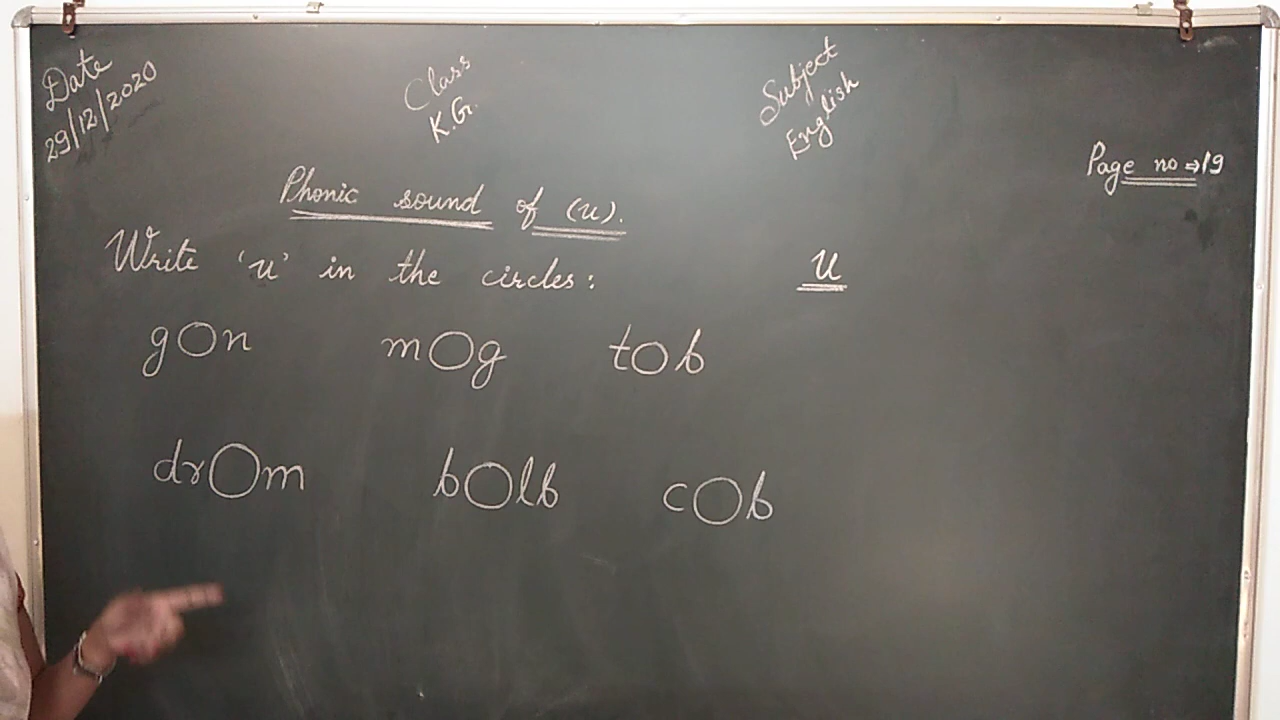 Date
29/12/2020
Class
K.G.
Subject
English
Page no ⇒ 19
Phonic sound of (u).
Write 'u' in the circles:
u
g○n m○g t○b
dr○m b○lb c○b